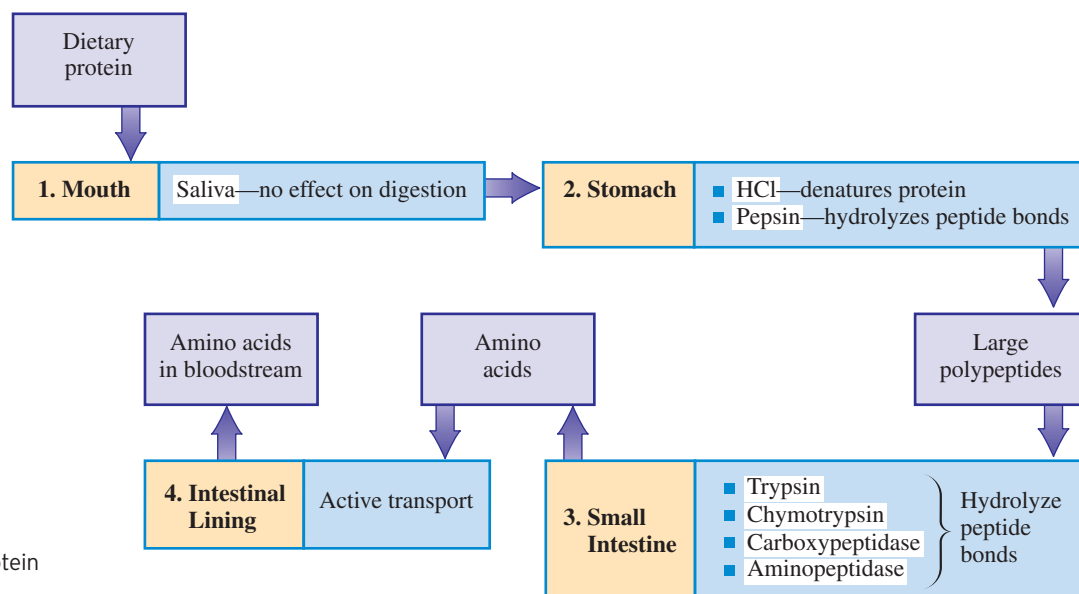 Dietary
protein
1. Mouth
Saliva—no effect on digestion
2. Stomach
HCl—denatures protein
Pepsin—hydrolyzes peptide bonds
Large
polypeptides
3. Small
Intestine
Trypsin
Chymotrypsin
Carboxypeptidase
Aminopeptidase
Hydrolyze
peptide
bonds
Amino
acids
4. Intestinal
Lining
Active transport
Amino acids
in bloodstream